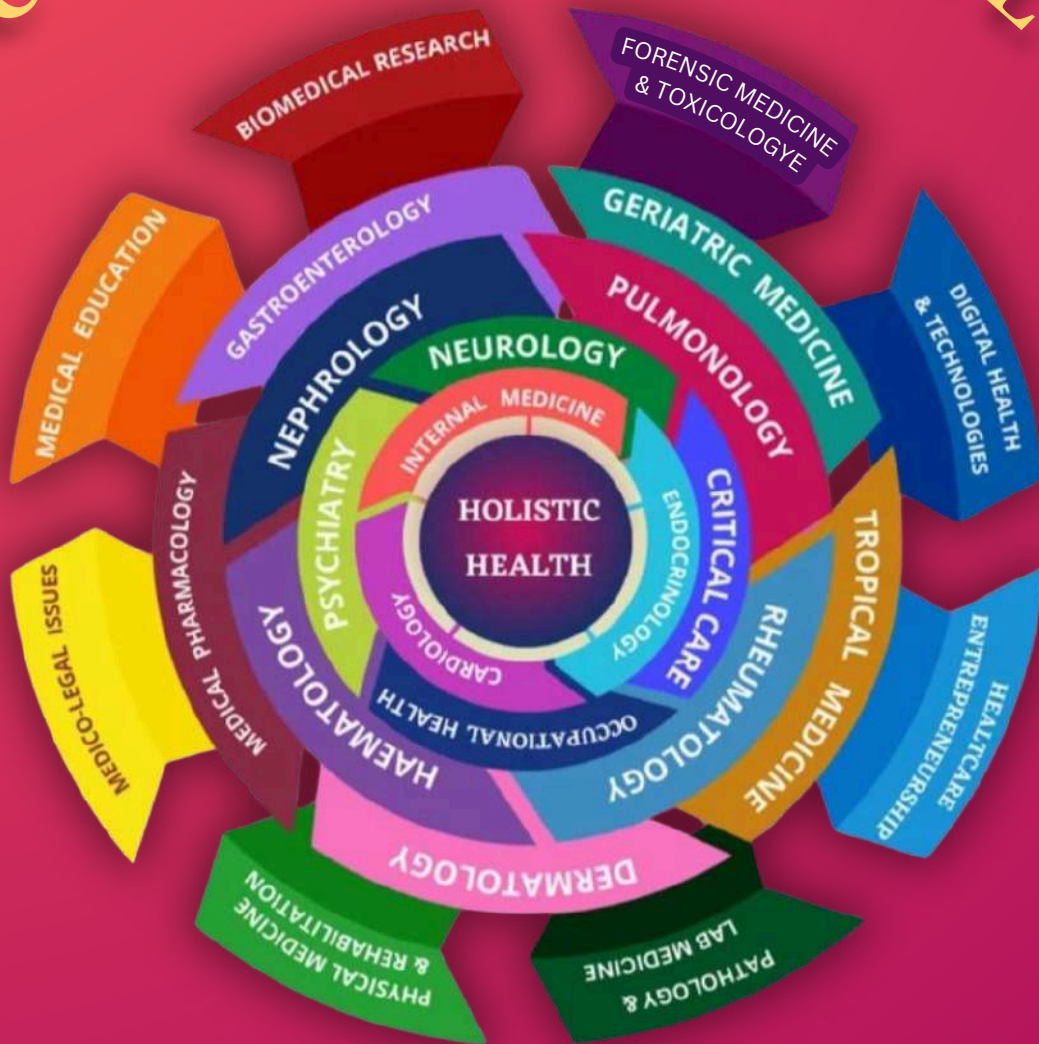 C
L
BIOMEDICAL RESEARCH
FORENSIC MEDICINE
& TOXICOLOGYE
DIGITAL HEALTH
& TECHNOLOGIES
HEALTCARE
ENTREPRENEURSHIP
PATHOLOGY &
LAB MEDICINE
PHYSICAL MEDICINE
& REHABILITATION
MEDICO-LEGAL ISSUES
MEDICAL EDUCATION
GASTROENTEROLOGY
GERIATRIC MEDICINE
TROPICAL MEDICINE
DERMATOLOGY
MEDICAL PHARMACOLOGY
NEPHROLOGY
PULMONOLOGY
RHEUMATOLOGY
HAEMATOLOGY
NEUROLOGY
CRITICAL CARE
OCCUPATIONAL HEALTH
PSYCHIATRY
INTERNAL MEDICINE
ENDOCRINOLOGY
CARDIOLOGY
HOLISTIC
HEALTH